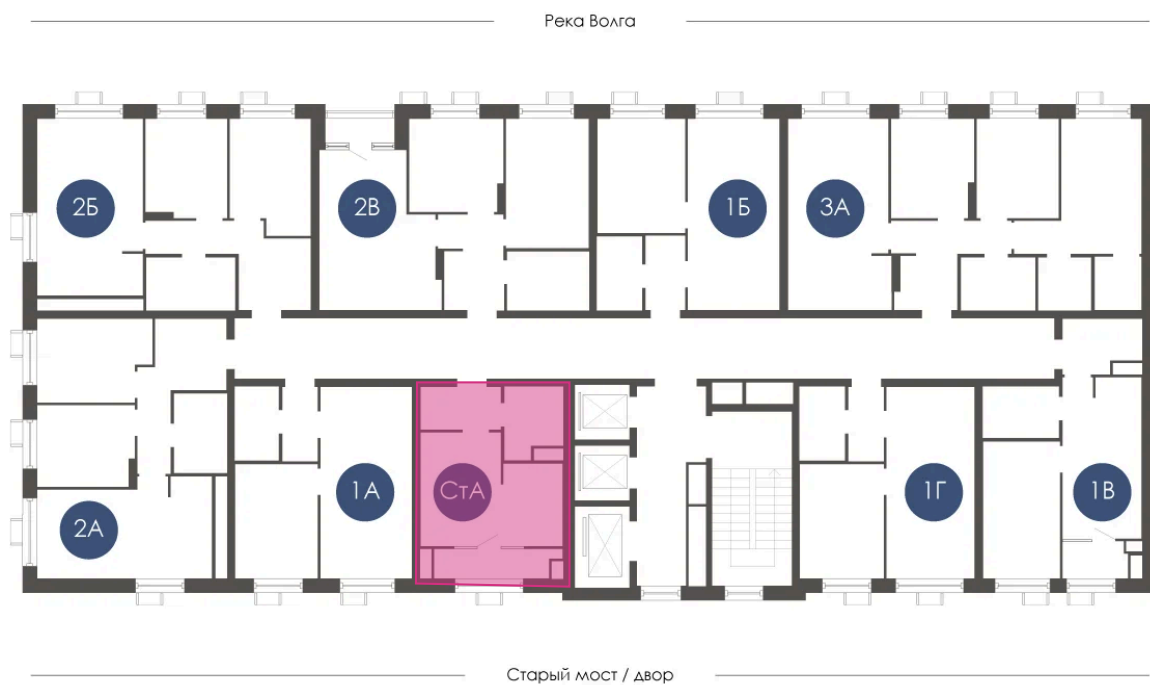 Река Волга
2Б
2В
1Б
3А
2А
1А
СтА
1Г
1В
Старый мост / двор